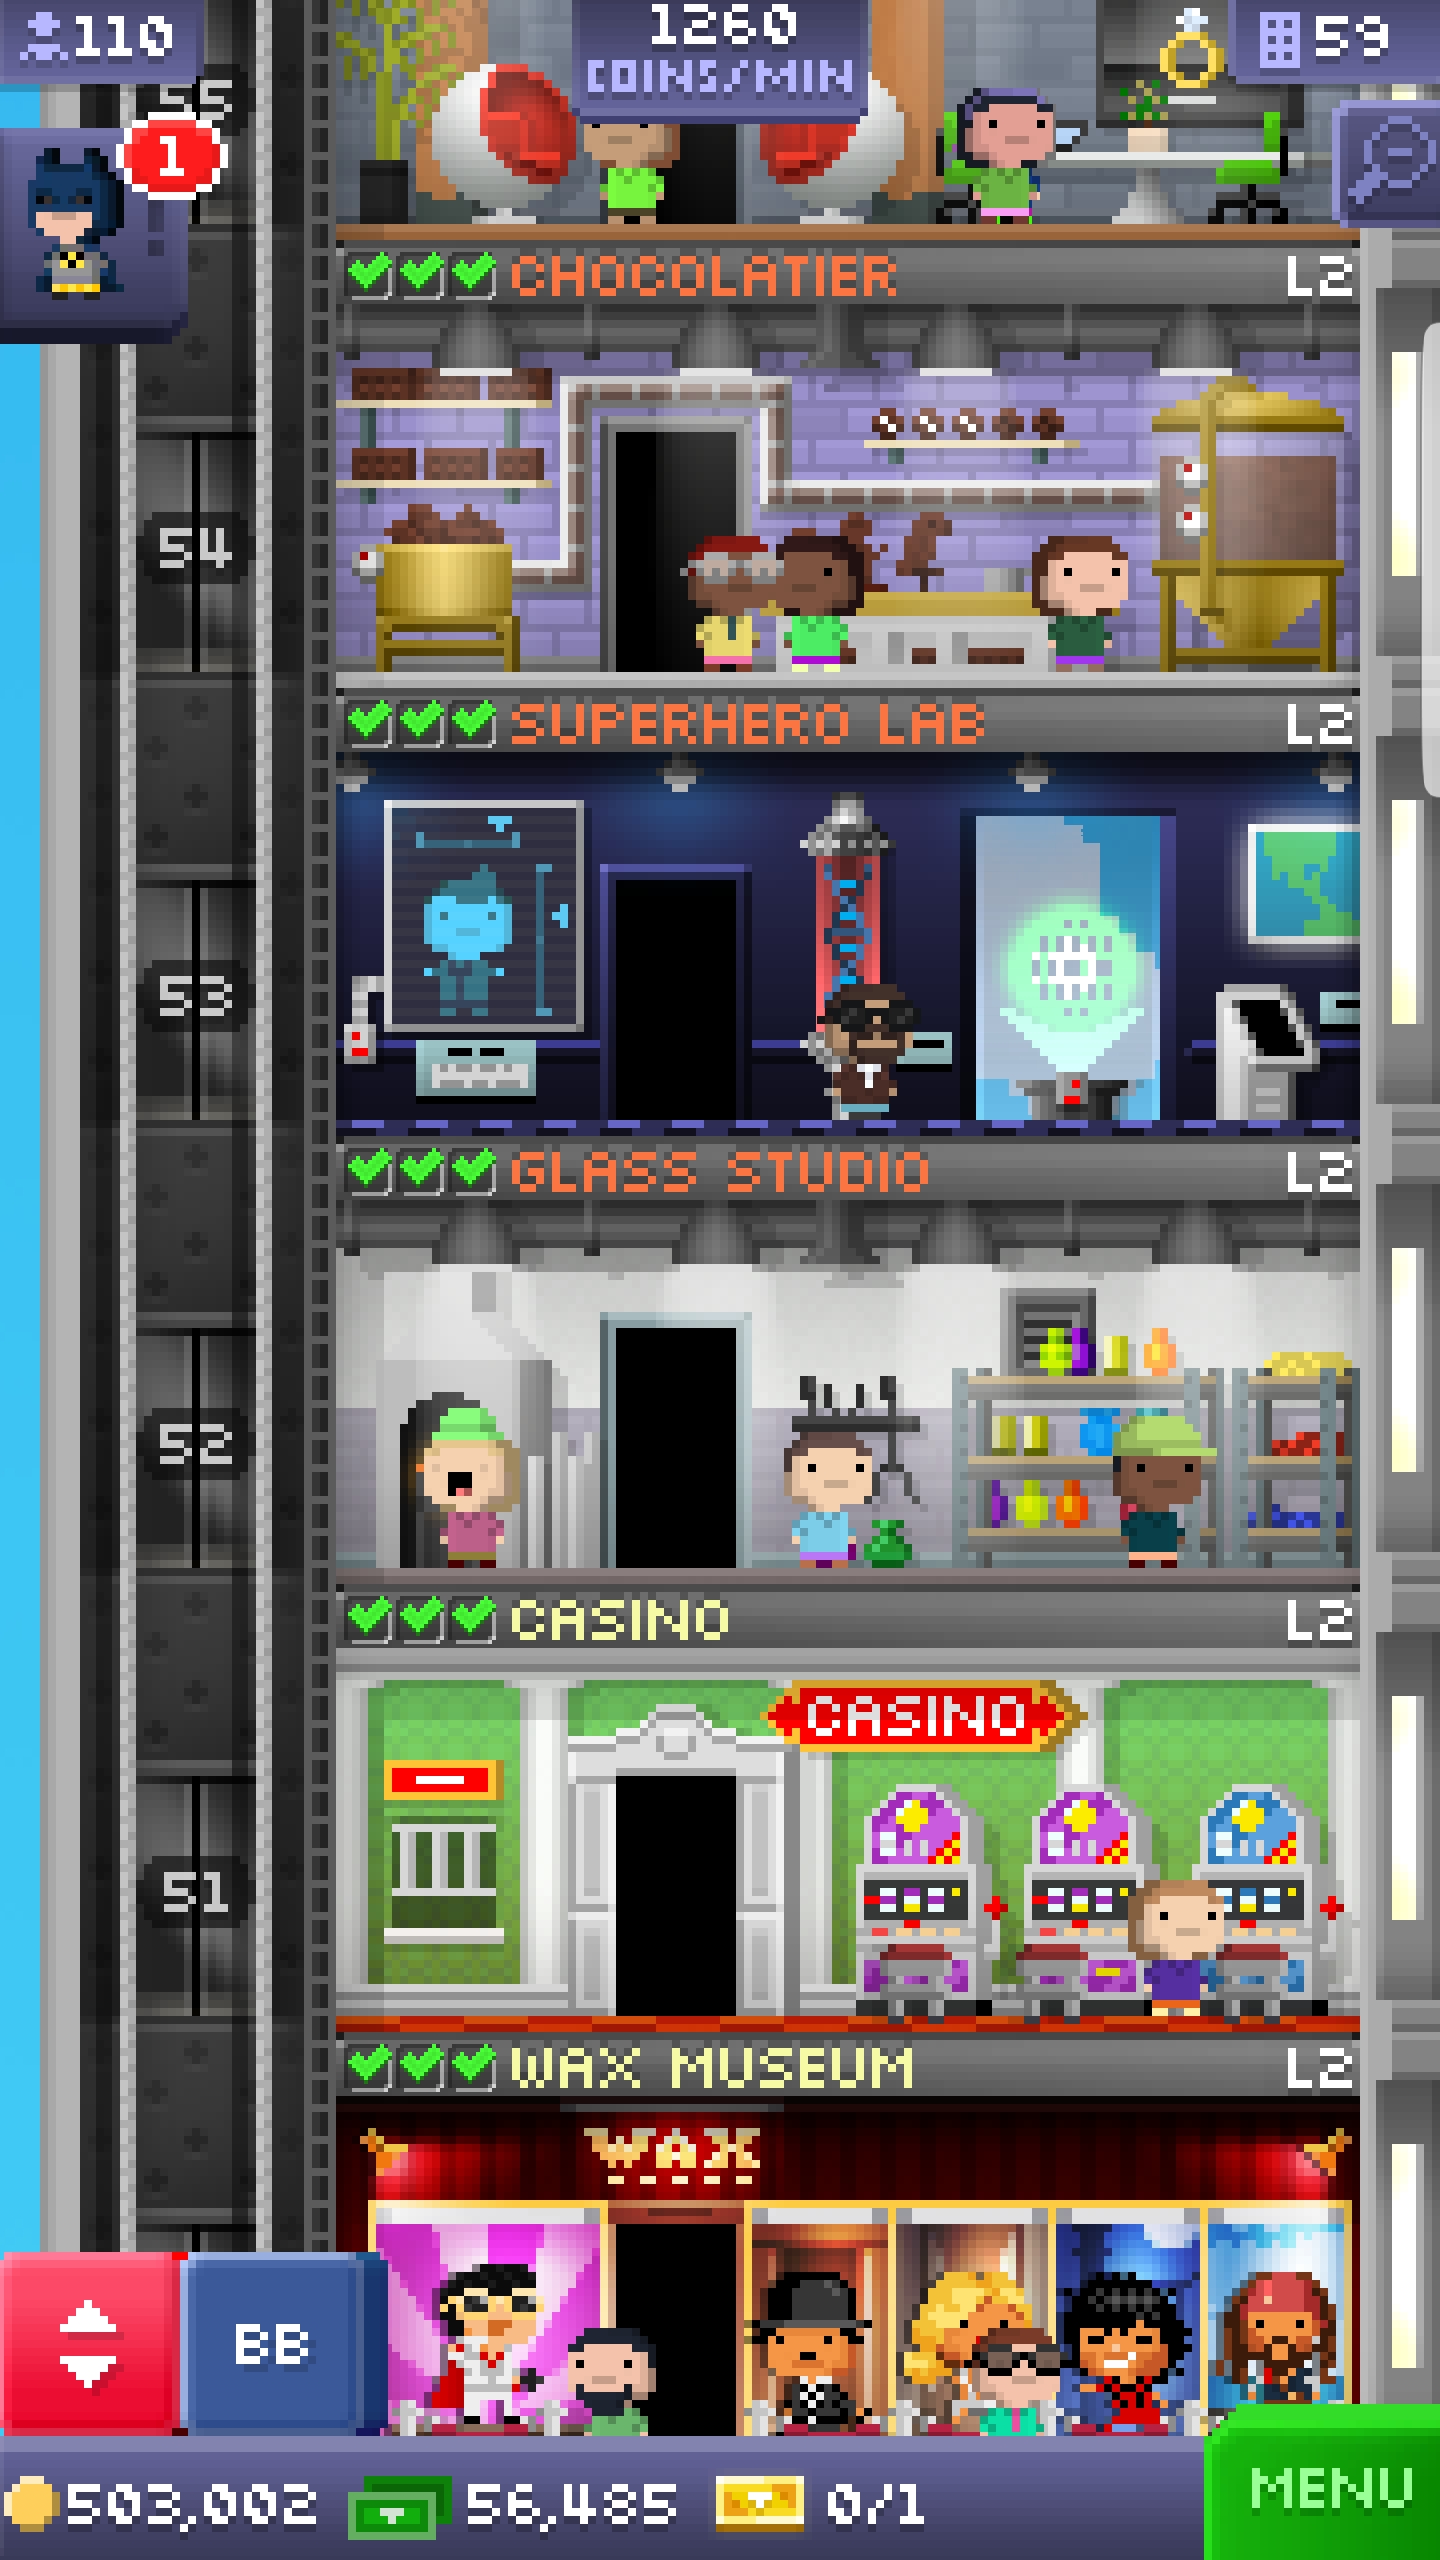 110
1260
COINS/MIN
59
55
1
CHOCOLATIER L2
54
SUPERHERO LAB L2
53
GLASS STUDIO L2
52
CASINO L2
CASINO
51
WAX MUSEUM L2
WAX
BB
503,002 56,485 0/1
MENU